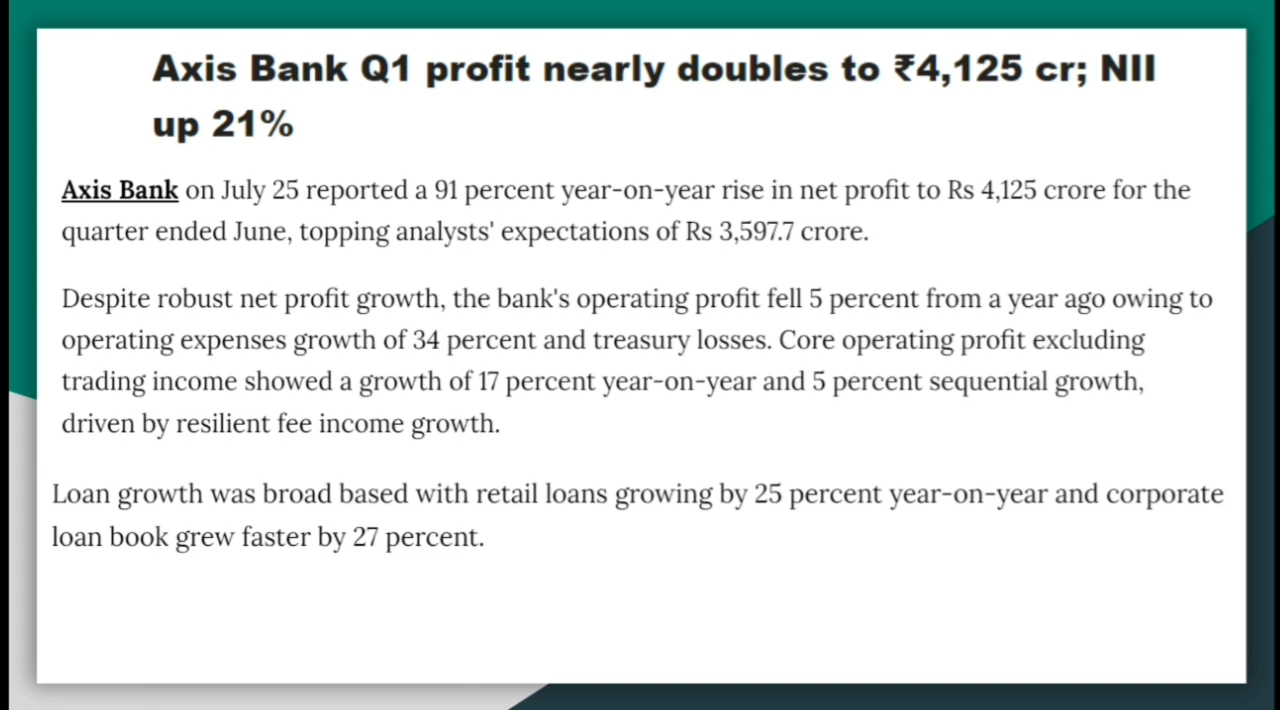 Axis Bank Q1 profit nearly doubles to ₹4,125 cr; NII
up 21%
Axis Bank on July 25 reported a 91 percent year-on-year rise in net profit to Rs 4,125 crore for the
quarter ended June, topping analysts' expectations of Rs 3,597.7 crore.
Despite robust net profit growth, the bank's operating profit fell 5 percent from a year ago owing to
operating expenses growth of 34 percent and treasury losses. Core operating profit excluding
trading income showed a growth of 17 percent year-on-year and 5 percent sequential growth,
driven by resilient fee income growth.
Loan growth was broad based with retail loans growing by 25 percent year-on-year and corporate
loan book grew faster by 27 percent.